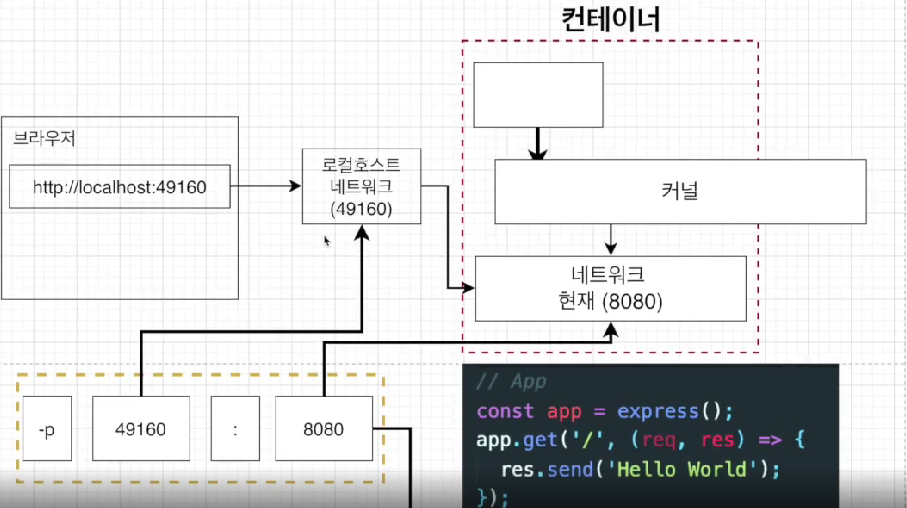 컨테이너
브라우저
http://localhost:49160
로컬호스트
네트워크
(49160)
커널
네트워크
현재 (8080)
-p
49160
:
8080
// App
const app = express();
app.get('/', (req, res) => {
res.send('Hello World');
});